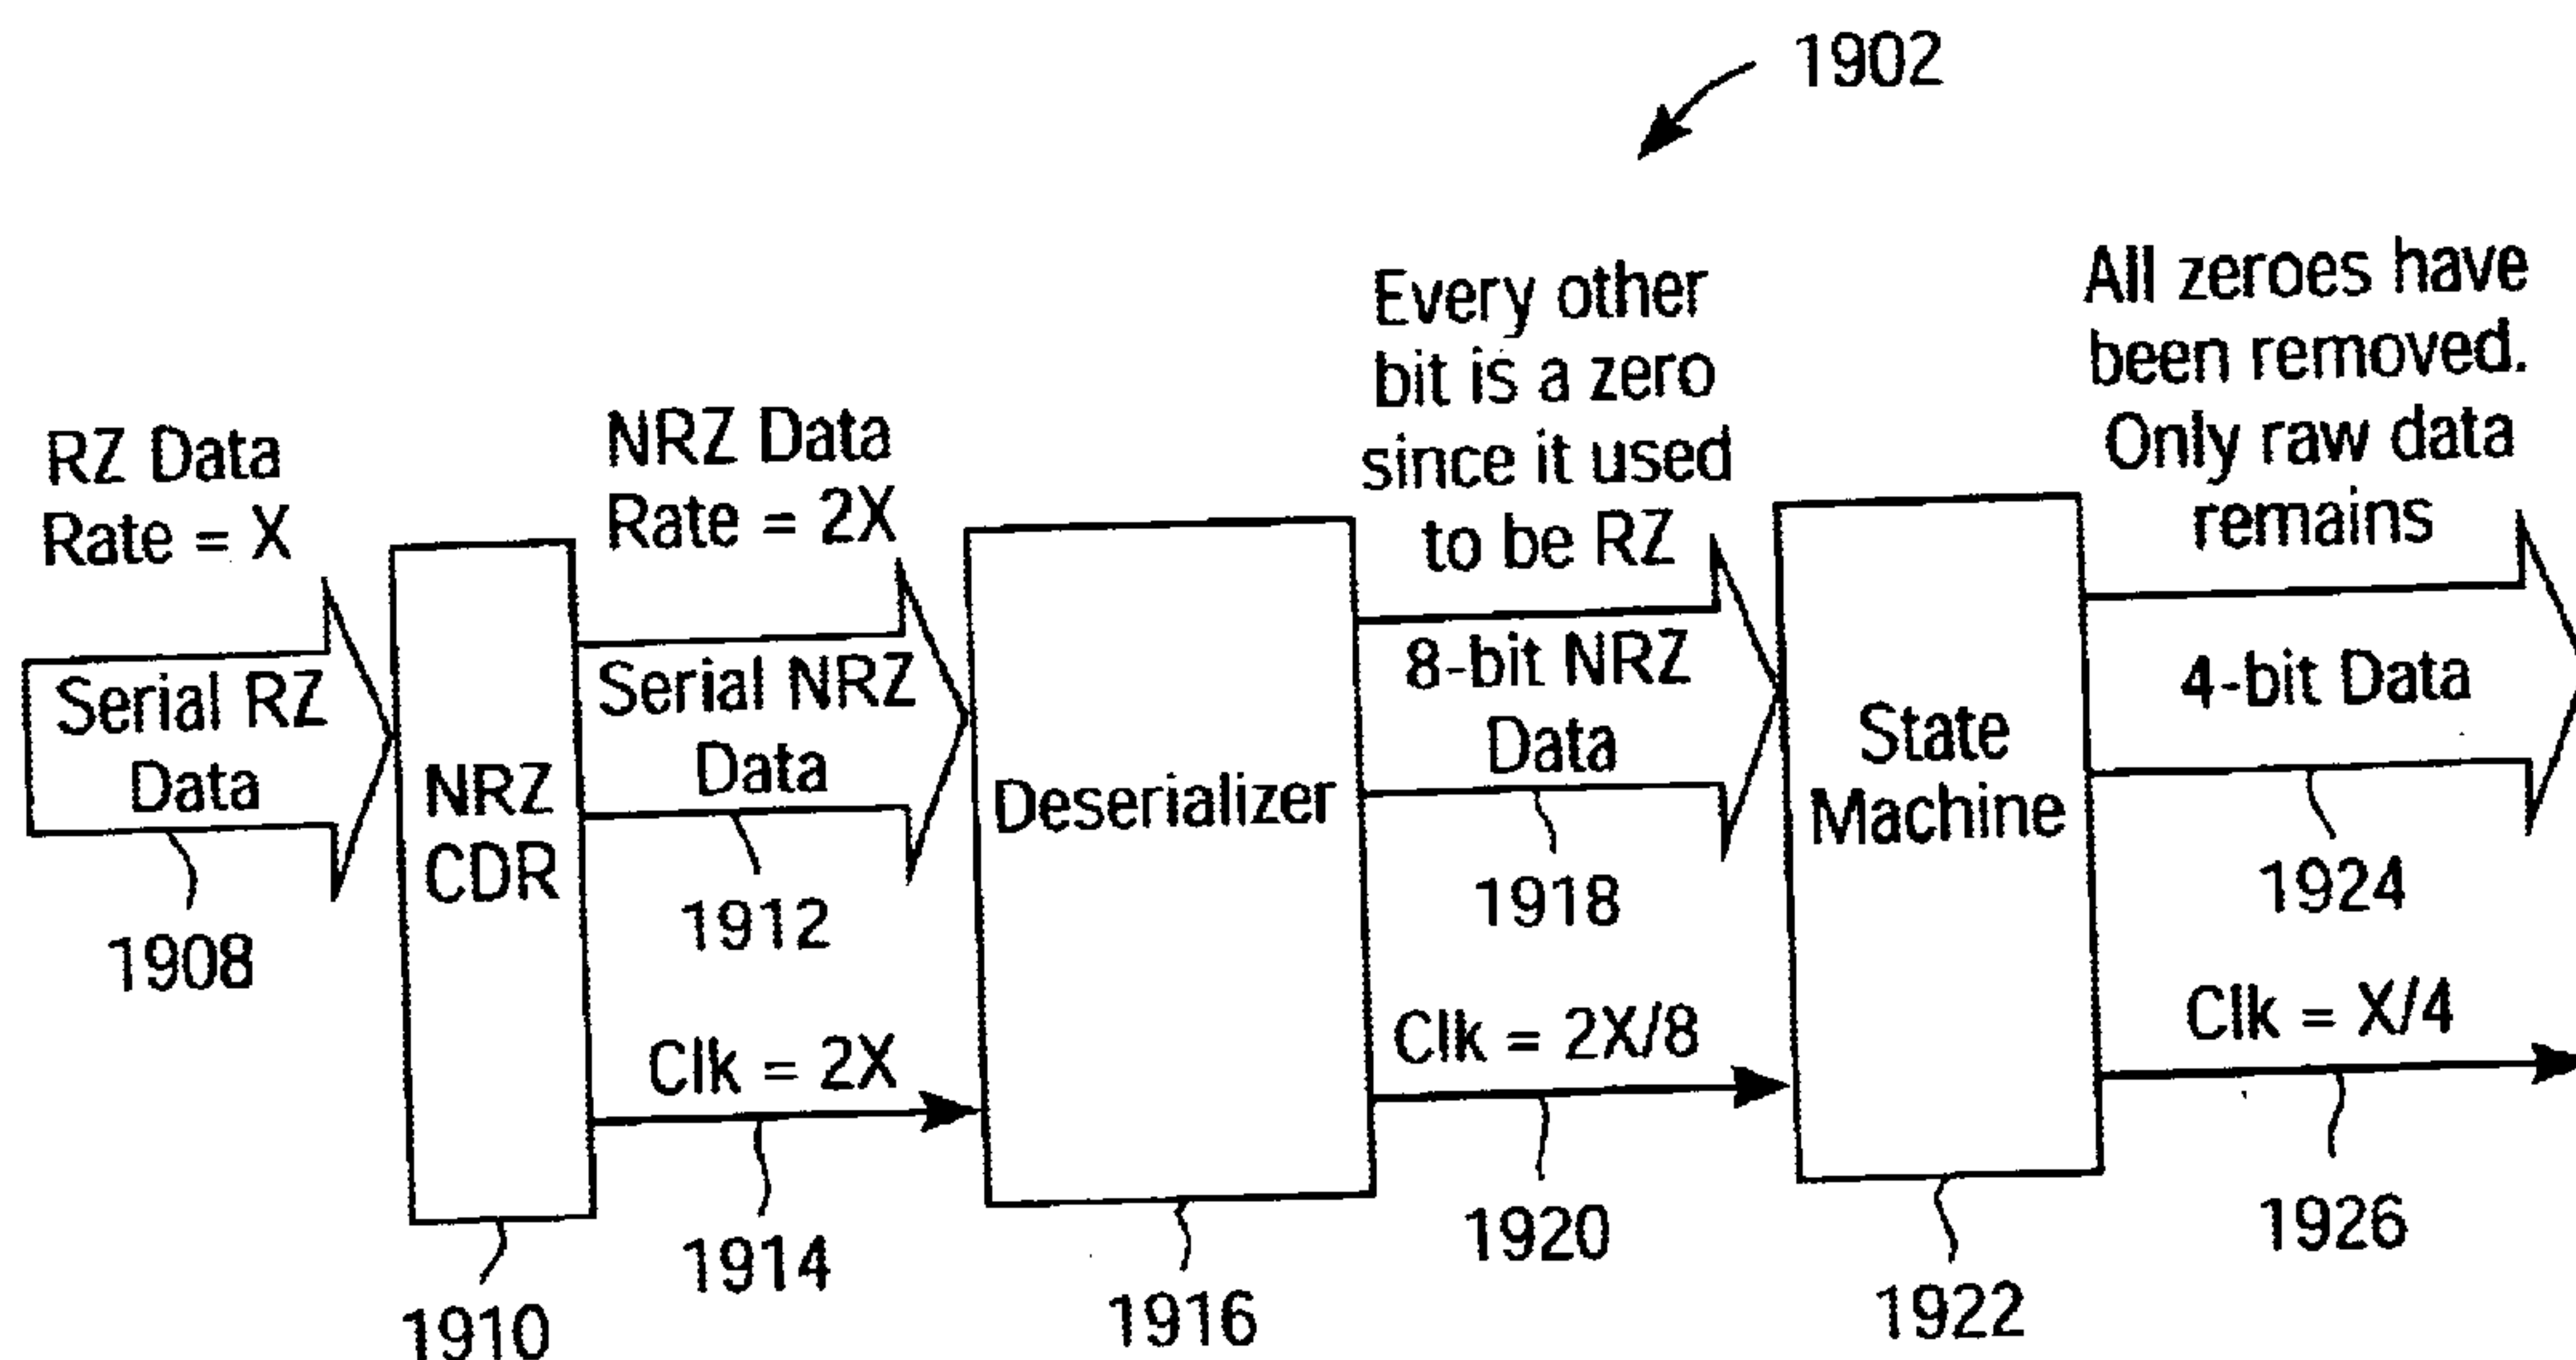 1902
RZ Data
Rate = X
Serial RZ
Data
1908
NRZ
CDR
1910
NRZ Data
Rate = 2X
Serial NRZ
Data
1912
Clk = 2X
1914
Deserializer
1916
Every other
bit is a zero
since it used
to be RZ
8-bit NRZ
Data
1918
Clk = 2X/8
1920
State
Machine
1922
All zeroes have
been removed.
Only raw data
remains
4-bit Data
1924
Clk = X/4
1926